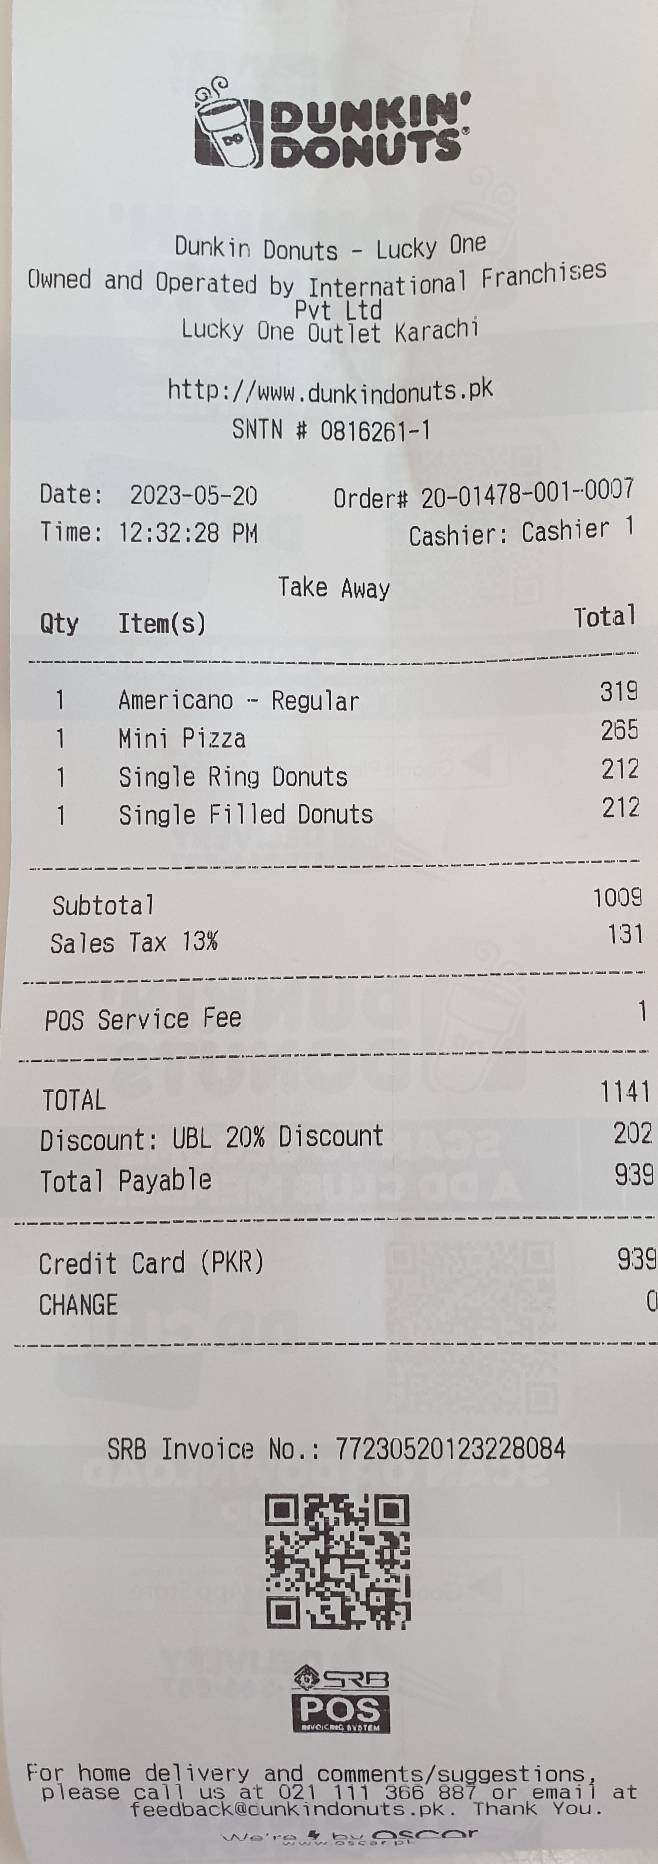 DUNKIN'
DONUTS®
Dunkin Donuts - Lucky One
Owned and Operated by International Franchises
Pvt Ltd
Lucky One Outlet Karachi
http://www.dunkindonuts.pk
SNTN # 0816261-1
Date: 2023-05-20 Order# 20-01478-001-0007
Time: 12:32:28 PM Cashier: Cashier 1
Take Away
Qty Item(s) Total
1 Americano - Regular 319
1 Mini Pizza 265
1 Single Ring Donuts 212
1 Single Filled Donuts 212
Subtotal 1009
Sales Tax 13% 131
POS Service Fee 1
TOTAL 1141
Discount: UBL 20% Discount 202
Total Payable 939
Credit Card (PKR) 939
CHANGE 0
SRB Invoice No.: 77230520123228084
SRB
POS
INVOICING SYSTEM
For home delivery and comments/suggestions,
please call us at 021 111 366 887 or email at
feedback@dunkindonuts.pk. Thank You.
We're by OSCAR
www.oscar.pk